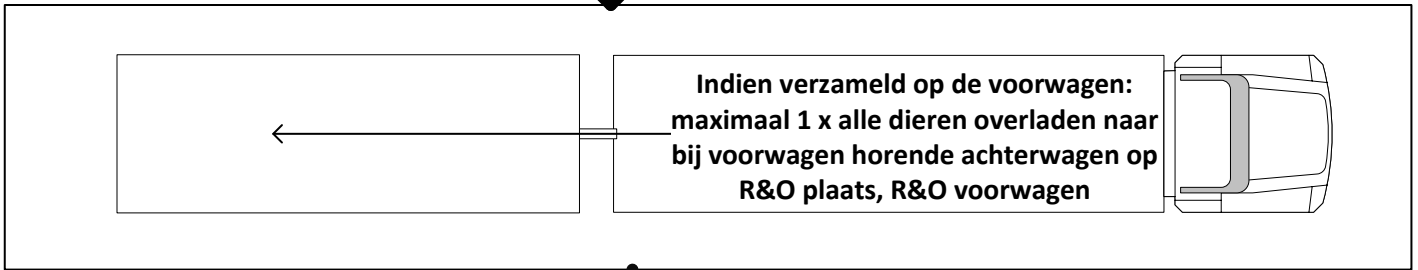 Indien verzameld op de voorwagen:
maximaal 1 x alle dieren overladen naar
bij voorwagen horende achterwagen op
R&O plaats, R&O voorwagen